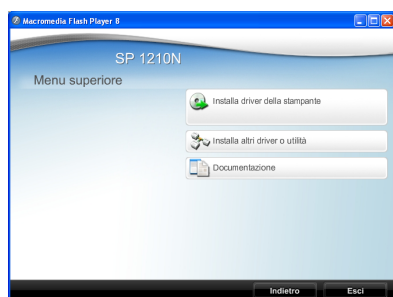 Macromedia Flash Player 8
SP 1210N
Menu superiore
Installa driver della stampante
Installa altri driver o utilità
Documentazione
Indietro
Esci